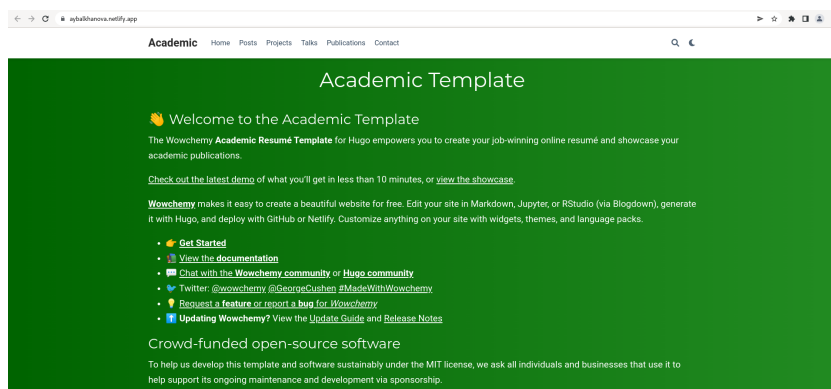 aybalkhanova.netlify.app
Academic Home Posts Projects Talks Publications Contact
Academic Template
👋 Welcome to the Academic Template
The Wowchemy Academic Resumé Template for Hugo empowers you to create your job-winning online resumé and showcase your
academic publications.
Check out the latest demo of what you'll get in less than 10 minutes, or view the showcase.
Wowchemy makes it easy to create a beautiful website for free. Edit your site in Markdown, Jupyter, or RStudio (via Blogdown), generate
it with Hugo, and deploy with GitHub or Netlify. Customize anything on your site with widgets, themes, and language packs.
• 👉 Get Started
• 📚 View the documentation
• 💬 Chat with the Wowchemy community or Hugo community
• 🐦 Twitter: @wowchemy @GeorgeCushen #MadeWithWowchemy
• 💡 Request a feature or report a bug for Wowchemy
• ⬆️ Updating Wowchemy? View the Update Guide and Release Notes
Crowd-funded open-source software
To help us develop this template and software sustainably under the MIT license, we ask all individuals and businesses that use it to
help support its ongoing maintenance and development via sponsorship.